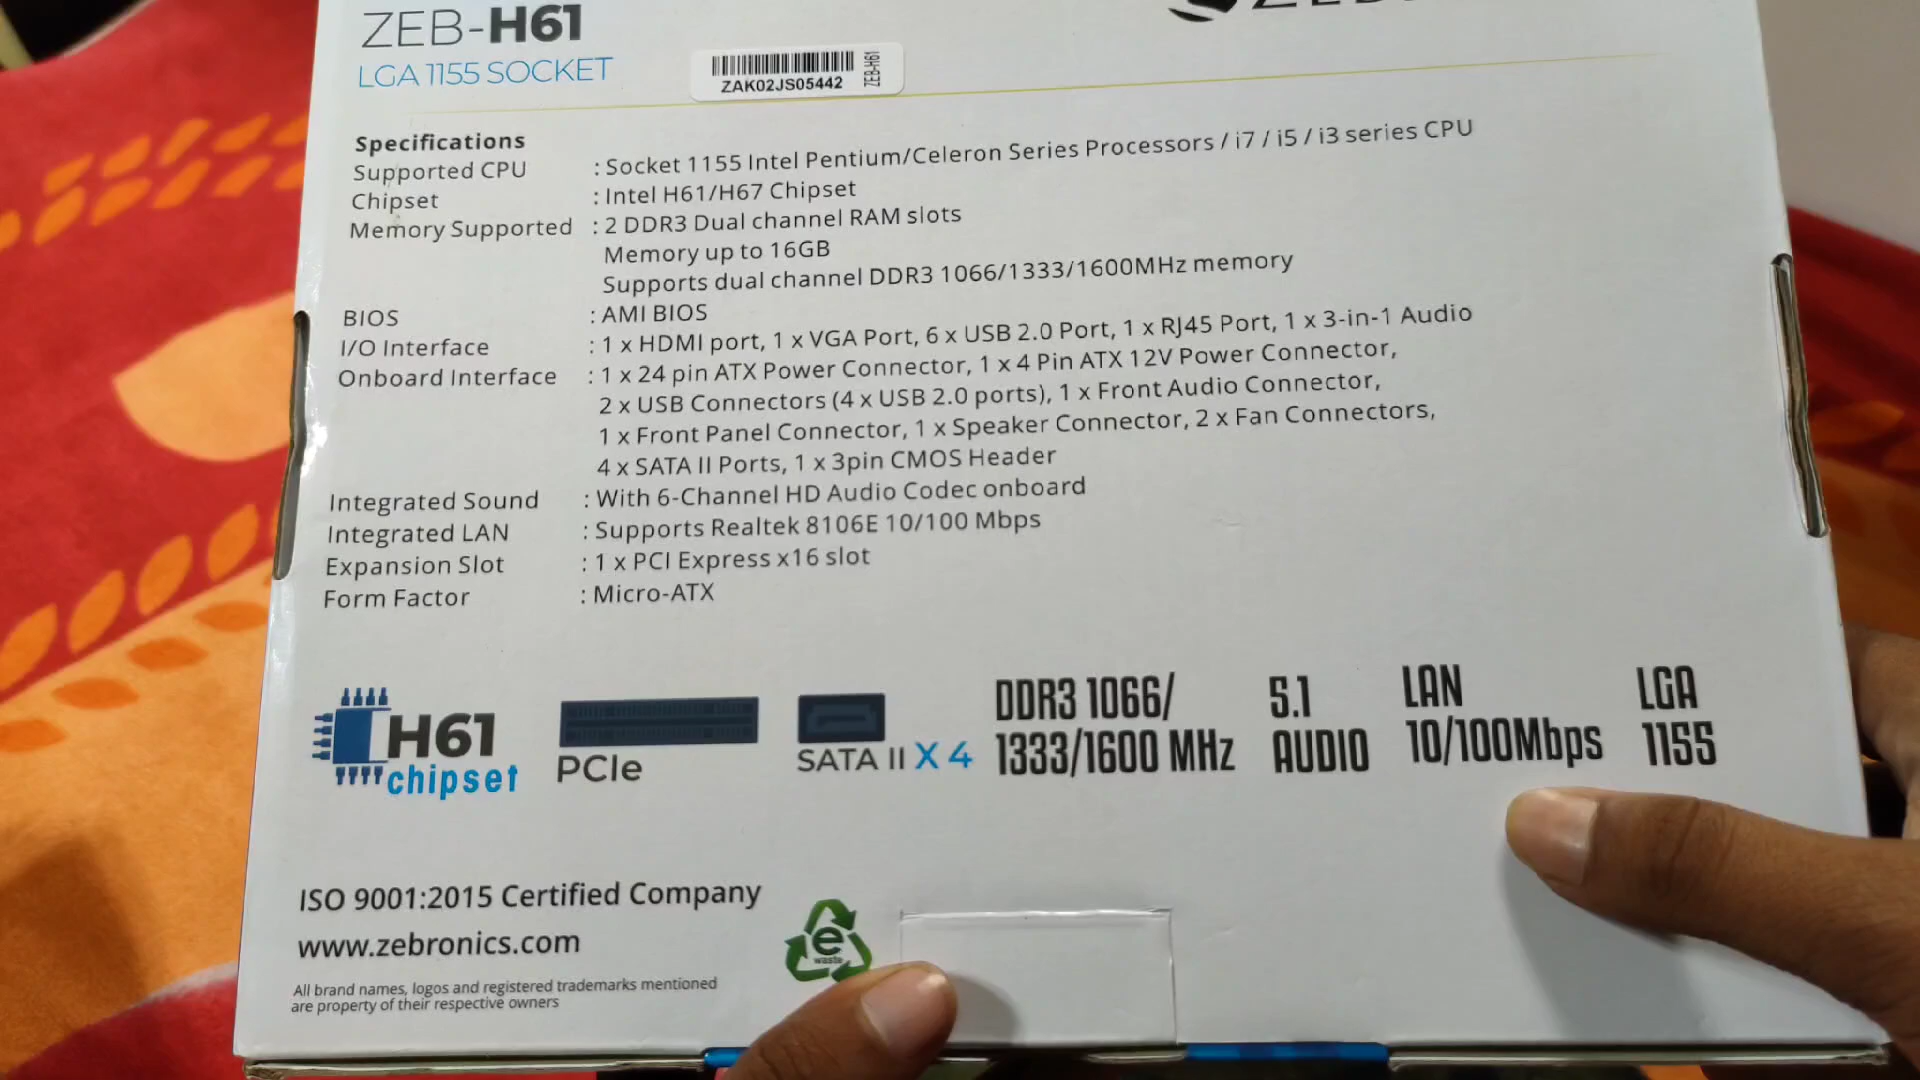 ZEB-H61
LGA 1155 SOCKET
ZAK02JS05442
ZEB-H61
Specifications
Supported CPU : Socket 1155 Intel Pentium/Celeron Series Processors / i7 / i5 / i3 series CPU
Chipset : Intel H61/H67 Chipset
Memory Supported : 2 DDR3 Dual channel RAM slots
Memory up to 16GB
Supports dual channel DDR3 1066/1333/1600MHz memory
BIOS : AMI BIOS
I/O Interface : 1 x HDMI port, 1 x VGA Port, 6 x USB 2.0 Port, 1 x RJ45 Port, 1 x 3-in-1 Audio
Onboard Interface : 1 x 24 pin ATX Power Connector, 1 x 4 Pin ATX 12V Power Connector,
2 x USB Connectors (4 x USB 2.0 ports), 1 x Front Audio Connector,
1 x Front Panel Connector, 1 x Speaker Connector, 2 x Fan Connectors,
4 x SATA II Ports, 1 x 3pin CMOS Header
Integrated Sound : With 6-Channel HD Audio Codec onboard
Integrated LAN : Supports Realtek 8106E 10/100 Mbps
Expansion Slot : 1 x PCI Express x16 slot
Form Factor : Micro-ATX
H61
chipset
PCIe
SATA II X 4
DDR3 1066/
1333/1600 MHz
5.1
AUDIO
LAN
10/100Mbps
LGA
1155
ISO 9001:2015 Certified Company
www.zebronics.com
e
waste
All brand names, logos and registered trademarks mentioned
are property of their respective owners